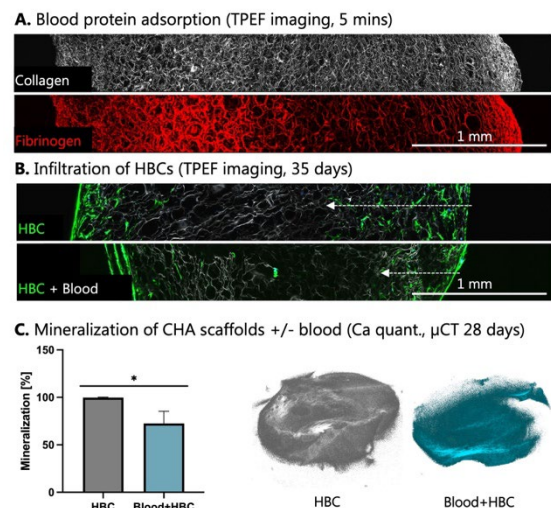 A. Blood protein adsorption (TPEF imaging, 5 mins)
Collagen
Fibrinogen
1 mm
B. Infiltration of HBCs (TPEF imaging, 35 days)
HBC
HBC + Blood
1 mm
C. Mineralization of CHA scaffolds +/- blood (Ca quant., µCT 28 days)
Mineralization [%]
150
100
50
0
*
HBC Blood+HBC
HBC Blood+HBC